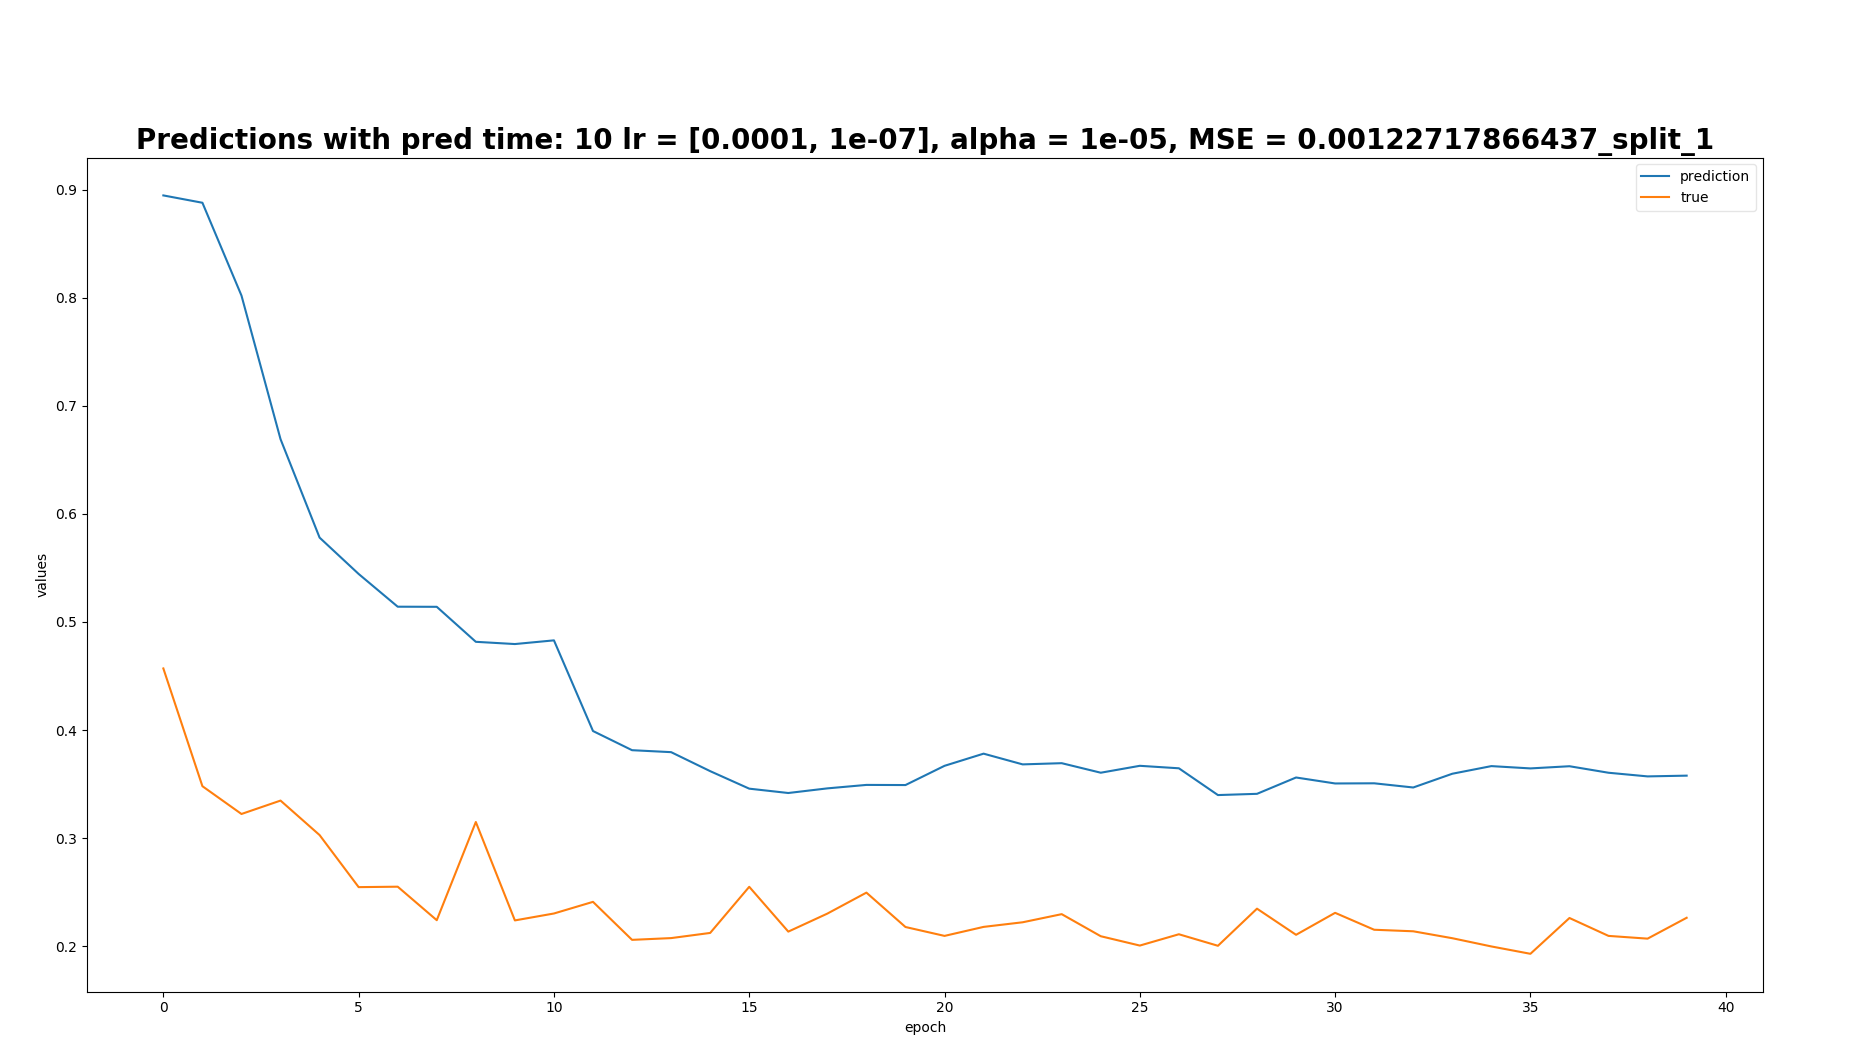 Predictions with pred time: 10 lr = [0.0001, 1e-07], alpha = 1e-05, MSE = 0.00122717866437_split_1
prediction
true
0.9
0.8
0.7
0.6
0.5
0.4
0.3
0.2
values
0 5 10 15 20 25 30 35 40
epoch